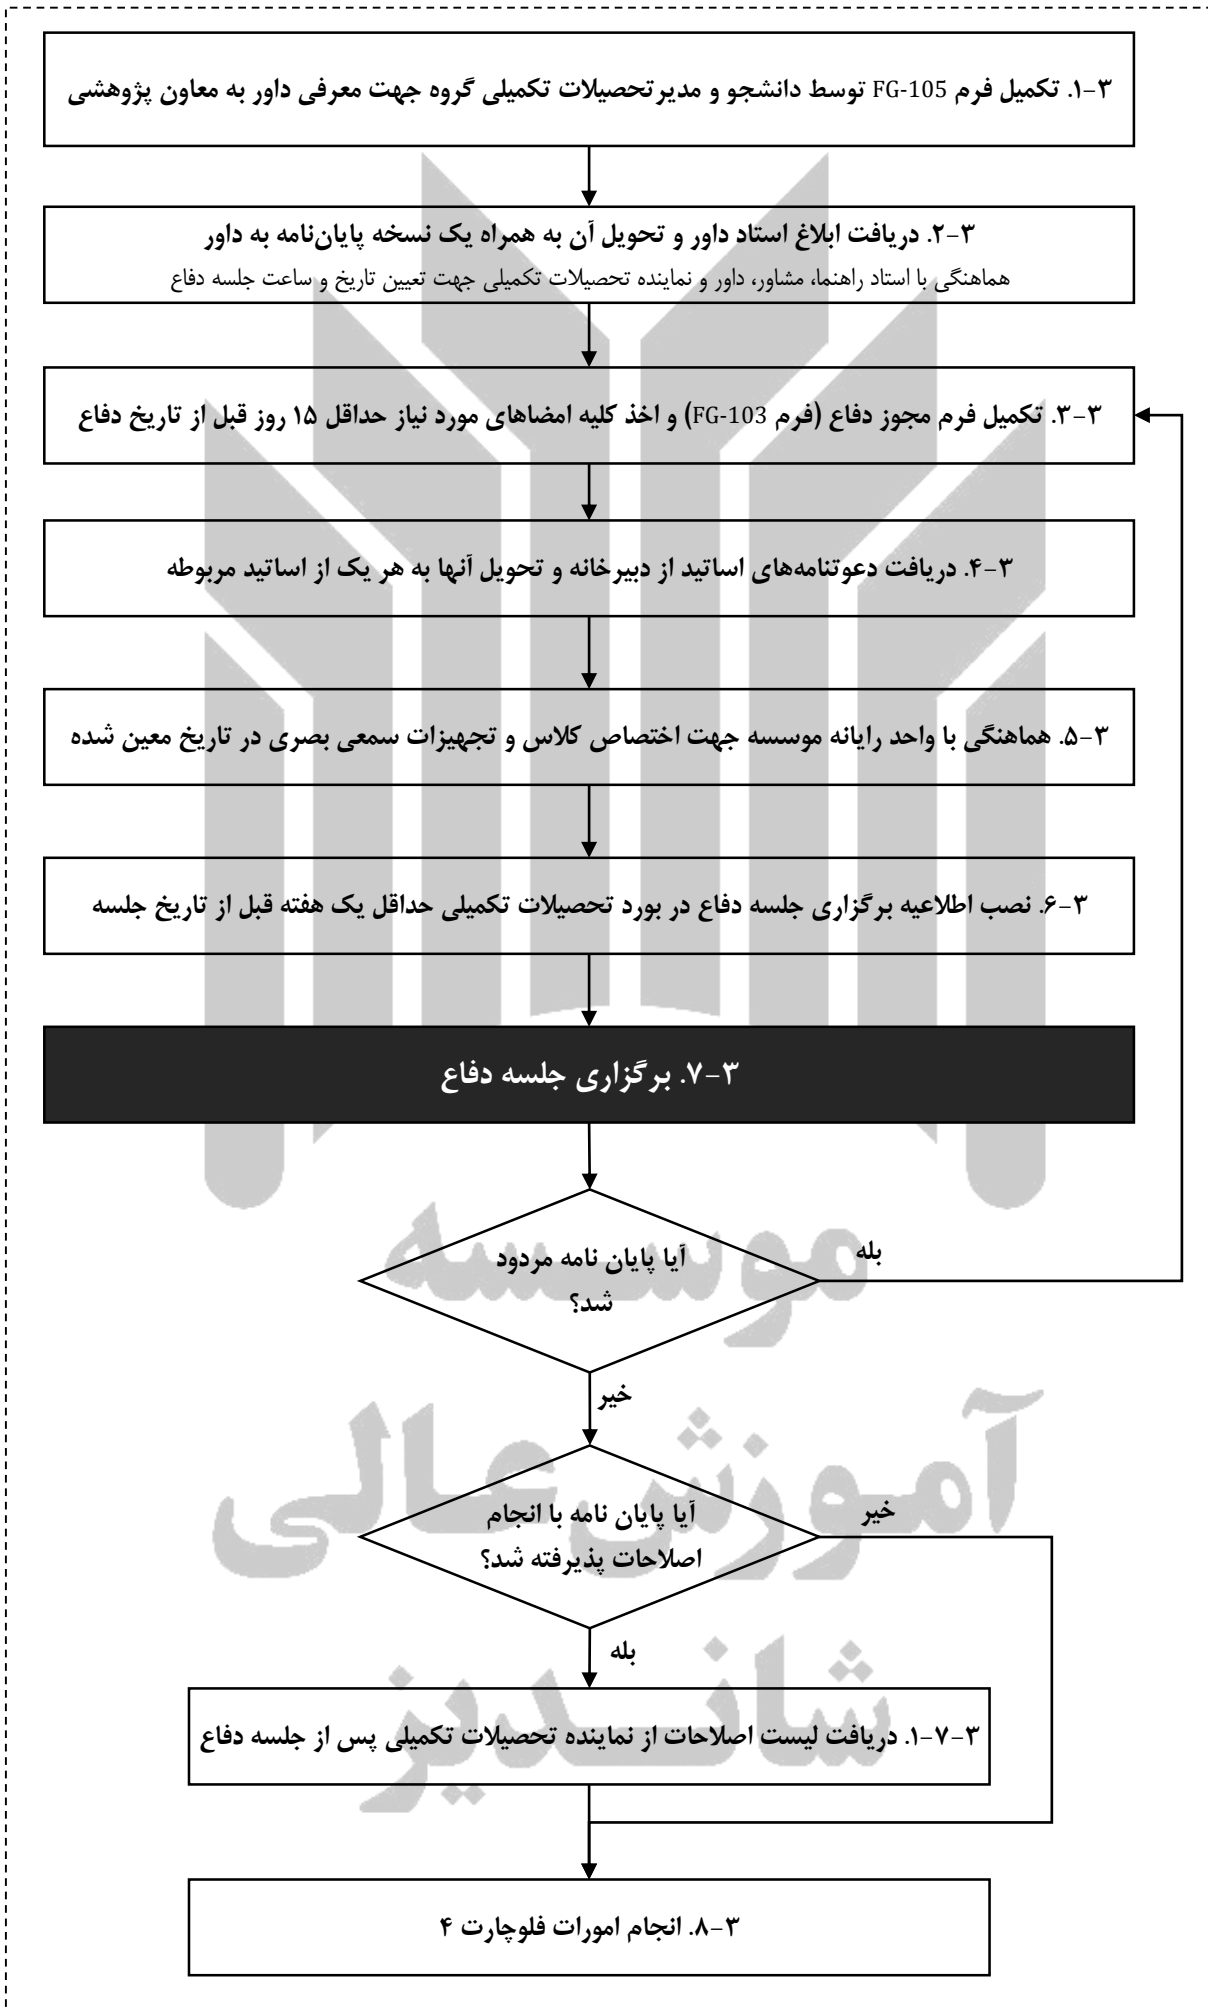 ۳-۱. تکمیل فرم FG-105 توسط دانشجو و مدیرتحصیلات تکمیلی گروه جهت معرفی داور به معاون پژوهشی
۳-۲. دریافت ابلاغ استاد داور و تحویل آن به همراه یک نسخه پایان‌نامه به داور
هماهنگی با استاد راهنما، مشاور، داور و نماینده تحصیلات تکمیلی جهت تعیین تاریخ و ساعت جلسه دفاع
۳-۳. تکمیل فرم مجوز دفاع (فرم FG-103) و اخذ کلیه امضاهای مورد نیاز حداقل ۱۵ روز قبل از تاریخ دفاع
۳-۴. دریافت دعوتنامه‌های اساتید از دبیرخانه و تحویل آنها به هر یک از اساتید مربوطه
۳-۵. هماهنگی با واحد رایانه موسسه جهت اختصاص کلاس و تجهیزات سمعی بصری در تاریخ معین شده
۳-۶. نصب اطلاعیه برگزاری جلسه دفاع در بورد تحصیلات تکمیلی حداقل یک هفته قبل از تاریخ جلسه
۳-۷. برگزاری جلسه دفاع
آیا پایان نامه مردود
شد؟
بله
خیر
آیا پایان نامه با انجام
اصلاحات پذیرفته شد؟
خیر
بله
۳-۷-۱. دریافت لیست اصلاحات از نماینده تحصیلات تکمیلی پس از جلسه دفاع
۳-۸. انجام امورات فلوچارت ۴
موسسه
آموزش عالی
شاندیز